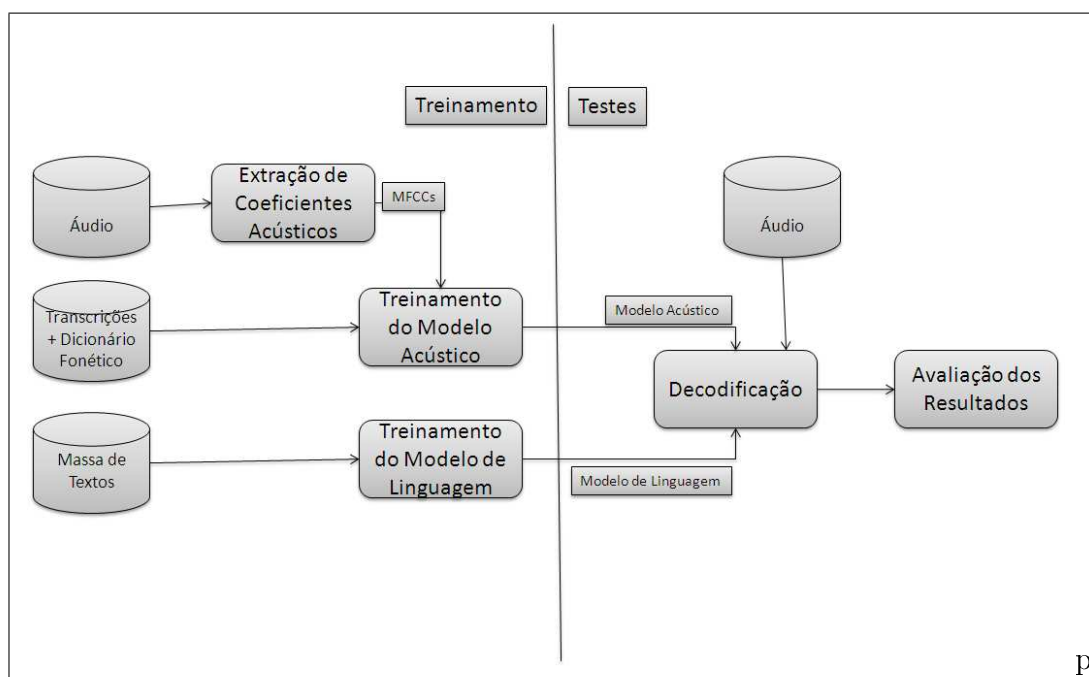 Treinamento
Testes
Áudio
Extração de
Coeficientes
Acústicos
MFCCs
Áudio
Transcrições
+ Dicionário
Fonético
Treinamento
do Modelo
Acústico
Modelo Acústico
Decodificação
Avaliação dos
Resultados
Massa de
Textos
Treinamento
do Modelo de
Linguagem
Modelo de Linguagem
p